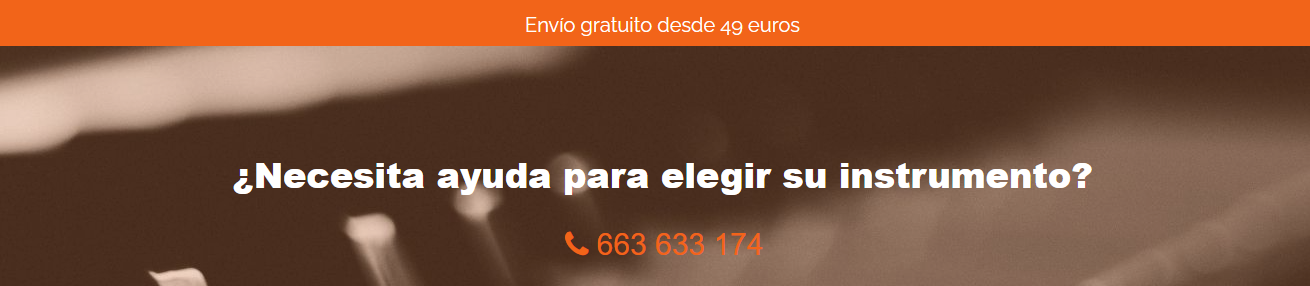 Envío gratuito desde 49 euros
¿Necesita ayuda para elegir su instrumento?
663 633 174